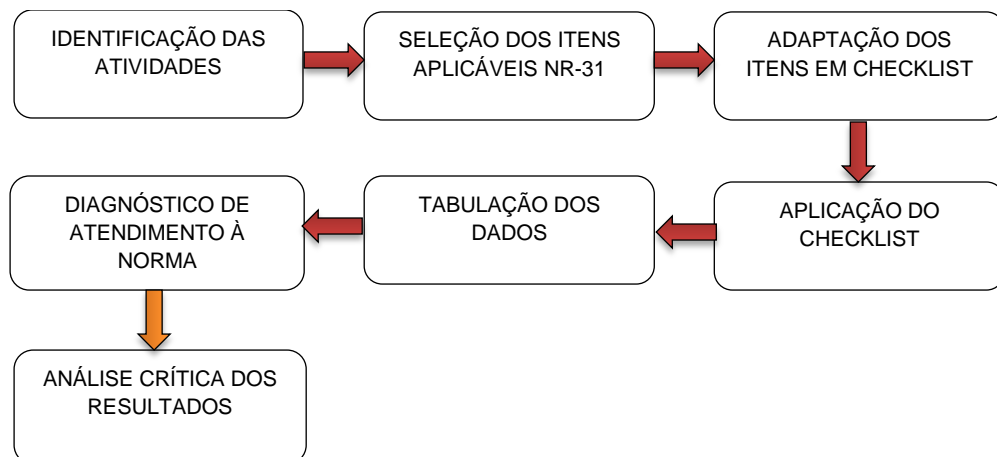 IDENTIFICAÇÃO DAS
ATIVIDADES
SELEÇÃO DOS ITENS
APLICÁVEIS NR-31
ADAPTAÇÃO DOS
ITENS EM CHECKLIST
APLICAÇÃO DO
CHECKLIST
TABULAÇÃO DOS
DADOS
DIAGNÓSTICO DE
ATENDIMENTO À
NORMA
ANÁLISE CRÍTICA DOS
RESULTADOS